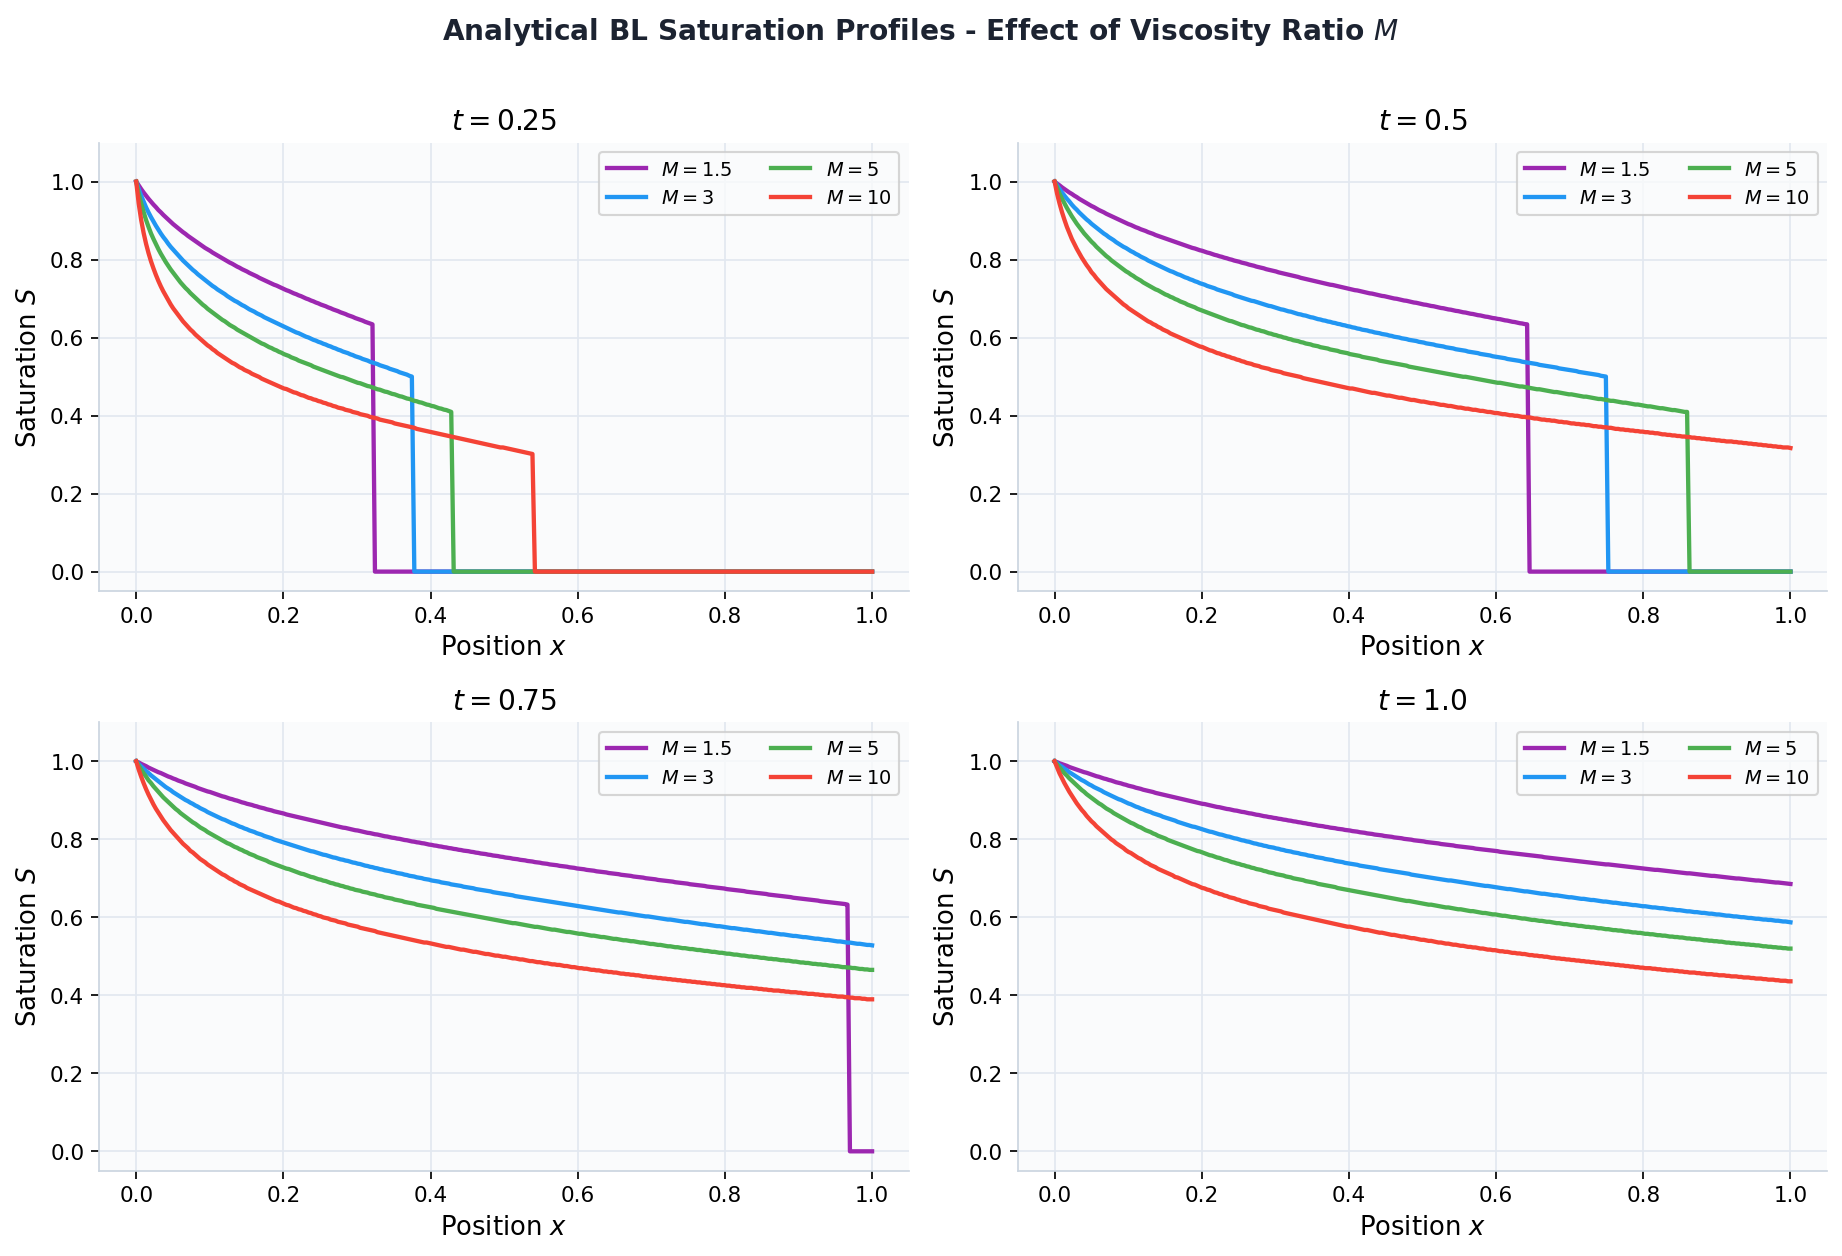 Analytical BL Saturation Profiles - Effect of Viscosity Ratio M
t = 0.25
M = 1.5
M = 3
M = 5
M = 10
Saturation S
1.0
0.8
0.6
0.4
0.2
0.0
0.0 0.2 0.4 0.6 0.8 1.0
Position x
t = 0.5
M = 1.5
M = 3
M = 5
M = 10
Saturation S
1.0
0.8
0.6
0.4
0.2
0.0
0.0 0.2 0.4 0.6 0.8 1.0
Position x
t = 0.75
M = 1.5
M = 3
M = 5
M = 10
Saturation S
1.0
0.8
0.6
0.4
0.2
0.0
0.0 0.2 0.4 0.6 0.8 1.0
Position x
t = 1.0
M = 1.5
M = 3
M = 5
M = 10
Saturation S
1.0
0.8
0.6
0.4
0.2
0.0
0.0 0.2 0.4 0.6 0.8 1.0
Position x